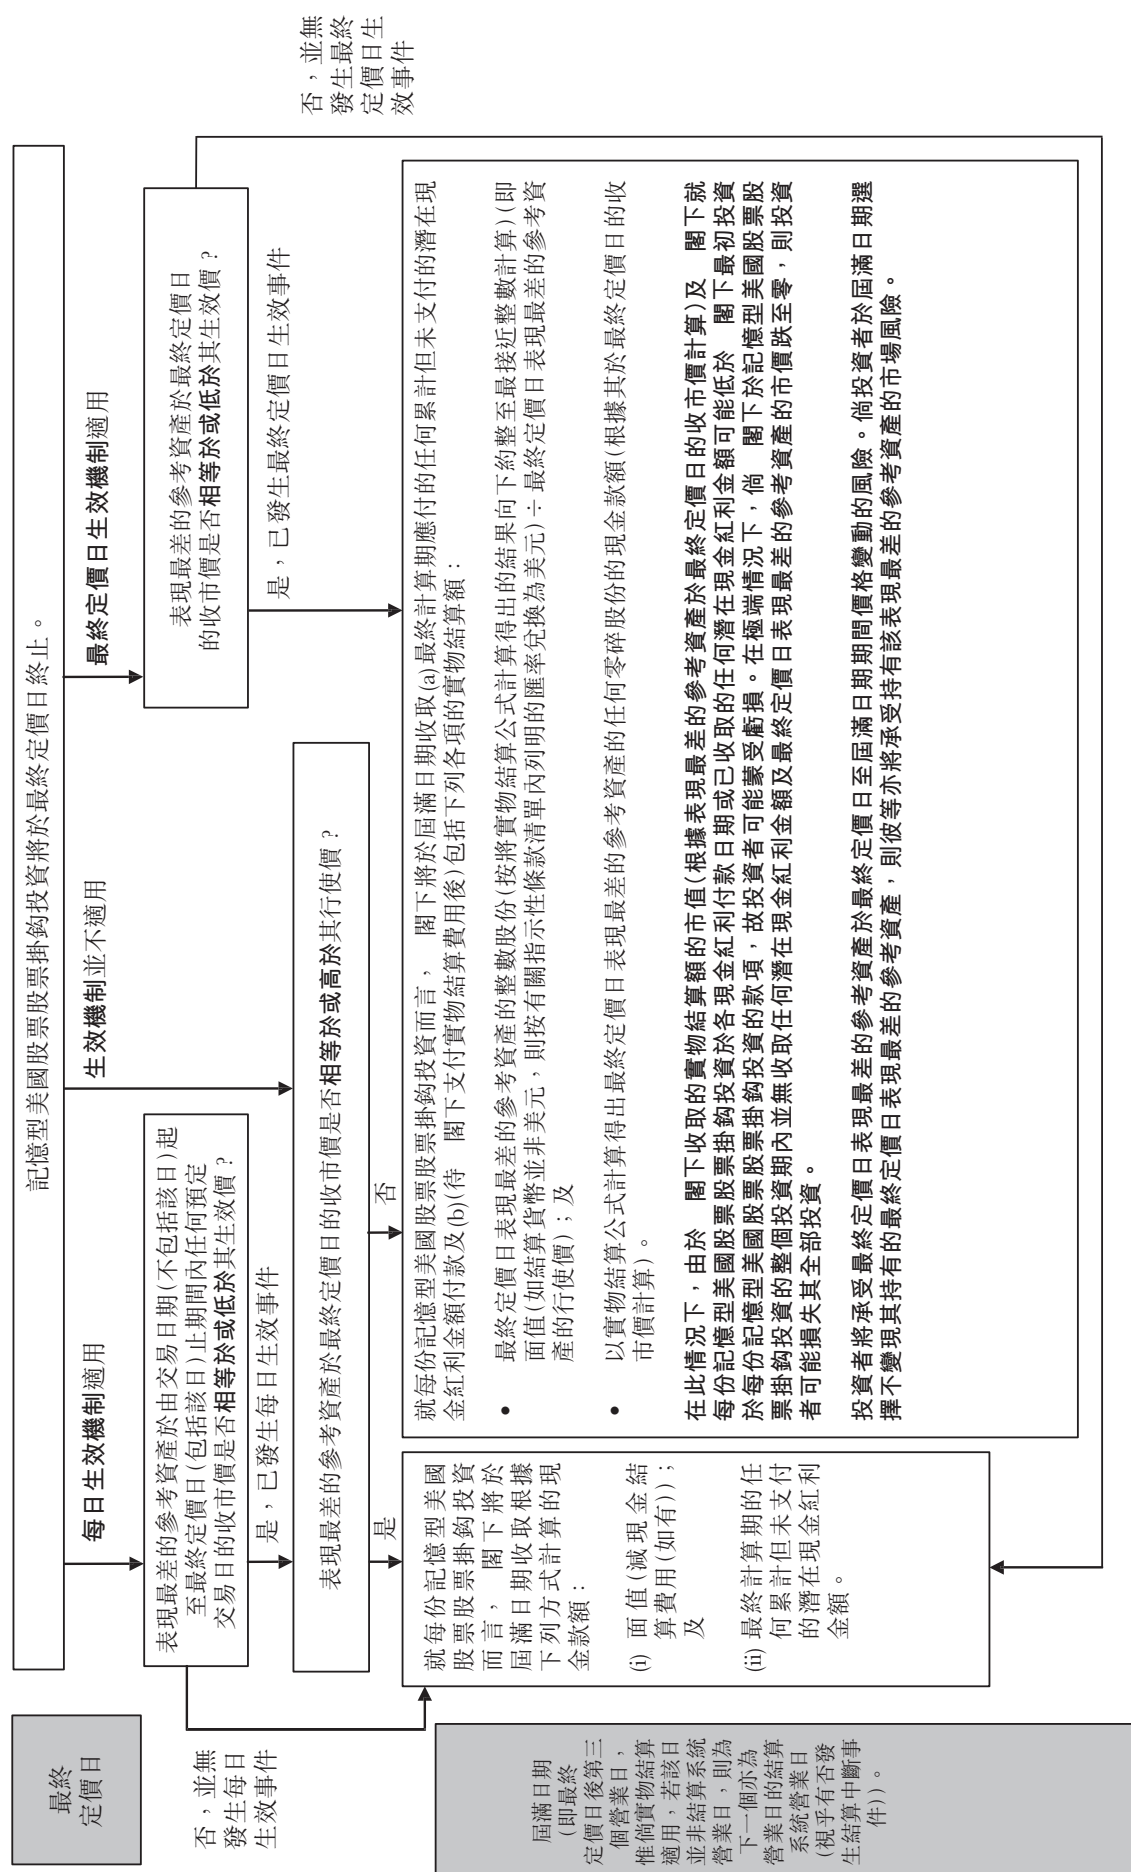 最終
定價日
記憶型美國股票股票掛鈎投資將於最終定價日終止。
每日生效機制適用
生效機制並不適用
最終定價日生效機制適用
表現最差的參考資產於由交易日期(不包括該日)起
至最終定價日(包括該日)止期間內任何預定
交易日的收市價是否相等於或低於其生效價？
表現最差的參考資產於最終定價日
的收市價是否相等於或低於其生效價？
否，並無
發生每日
生效事件
是，已發生每日生效事件
是，已發生最終定價日生效事件
否，並無
發生最終
定價日生
效事件
表現最差的參考資產於最終定價日的收市價是否相等於或高於其行使價？
是
否
屆滿日期
(即最終
定價日後第三
個營業日，
惟倘實物結算
適用，若該日
並非結算系統
營業日，則為
下一個亦為
營業日的結算
系統營業日
(視乎有否發
生結算中斷事
件))。
就每份記憶型美國
股票股票掛鈎投資
而言， 閣下將於
屆滿日期收取根據
下列方式計算的現
金款額：
(i) 面值(減現金結
算費用(如有))；
及
(ii) 最終計算期的任
何累計但未支付
的潛在現金紅利
金額。
就每份記憶型美國股票股票掛鈎投資而言， 閣下將於屆滿日期收取(a)最終計算期應付的任何累計但未支付的潛在現
金紅利金額付款及(b)(待 閣下支付實物結算費用後)包括下列各項的實物結算額：
• 最終定價日表現最差的參考資產的整數股份(按將實物結算公式計算得出的結果向下約整至最接近整數計算)(即
面值(如結算貨幣並非美元，則按有關指示性條款清單內列明的匯率兌換為美元) ÷ 最終定價日表現最差的參考資
產的行使價)；及
• 以實物結算公式計算得出最終定價日表現最差的參考資產的任何零碎股份的現金款額(根據其於最終定價日的收
市價計算)。
在此情況下，由於 閣下收取的實物結算額的市值(根據表現最差的參考資產於最終定價日的收市價計算)及 閣下就
每份記憶型美國股票股票掛鈎投資於各現金紅利付款日期或已收取的任何潛在現金紅利金額可能低於 閣下最初投資
於每份記憶型美國股票股票掛鈎投資的款項，故投資者可能蒙受虧損。在極端情況下，倘 閣下於記憶型美國股票股
票掛鈎投資的整個投資期內並無收取任何潛在現金紅利金額及最終定價日表現最差的參考資產的市價跌至零，則投資
者可能損失其全部投資。
投資者將承受最終定價日表現最差的參考資產於最終定價日至屆滿日期期間價格變動的風險。倘投資者於屆滿日期選
擇不變現其持有的最終定價日表現最差的參考資產，則彼等亦將承受持有該表現最差的參考資產的市場風險。